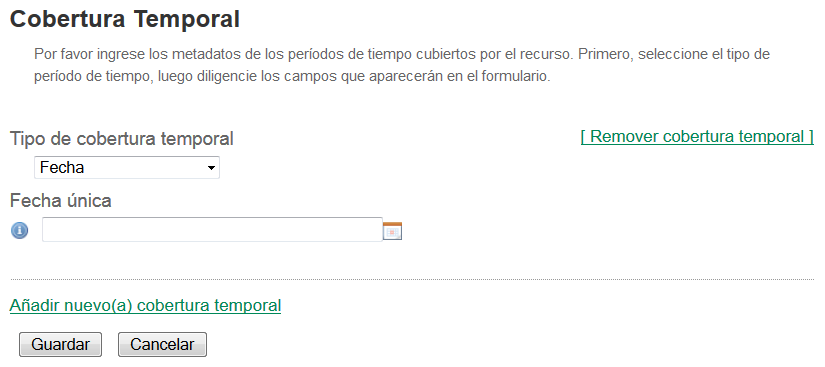 Cobertura Temporal
Por favor ingrese los metadatos de los períodos de tiempo cubiertos por el recurso. Primero, seleccione el tipo de
período de tiempo, luego diligencie los campos que aparecerán en el formulario.
Tipo de cobertura temporal
[ Remover cobertura temporal ]
Fecha
Fecha única
Añadir nuevo(a) cobertura temporal
Guardar
Cancelar